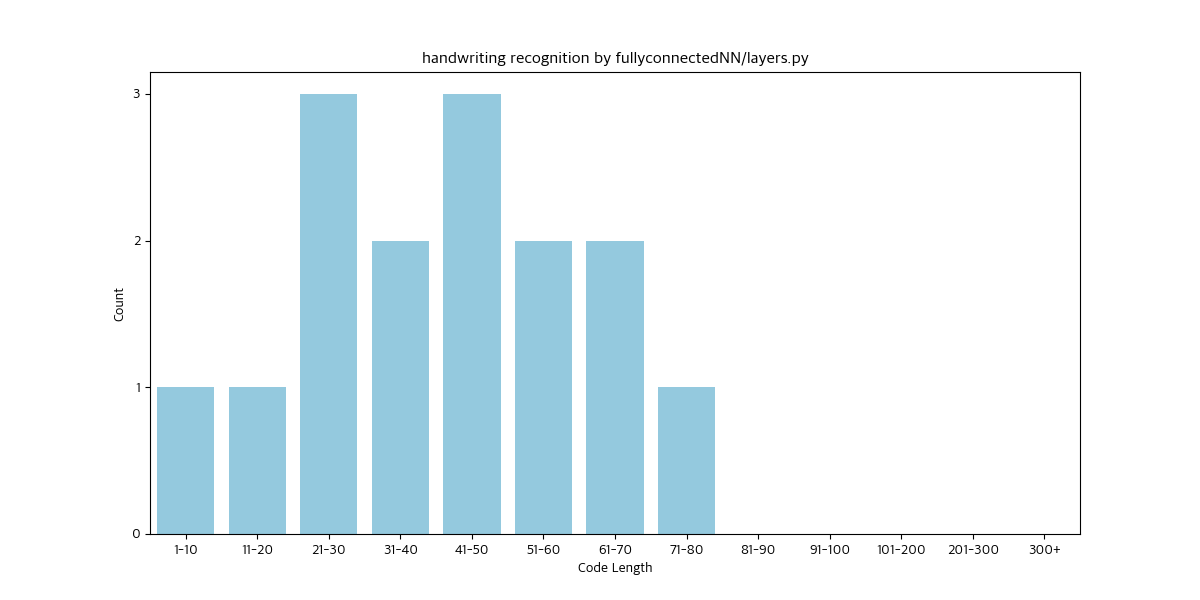 handwriting recognition by fullyconnectedNN/layers.py
3
2
1
0
Count
1-10 11-20 21-30 31-40 41-50 51-60 61-70 71-80 81-90 91-100 101-200 201-300 300+
Code Length